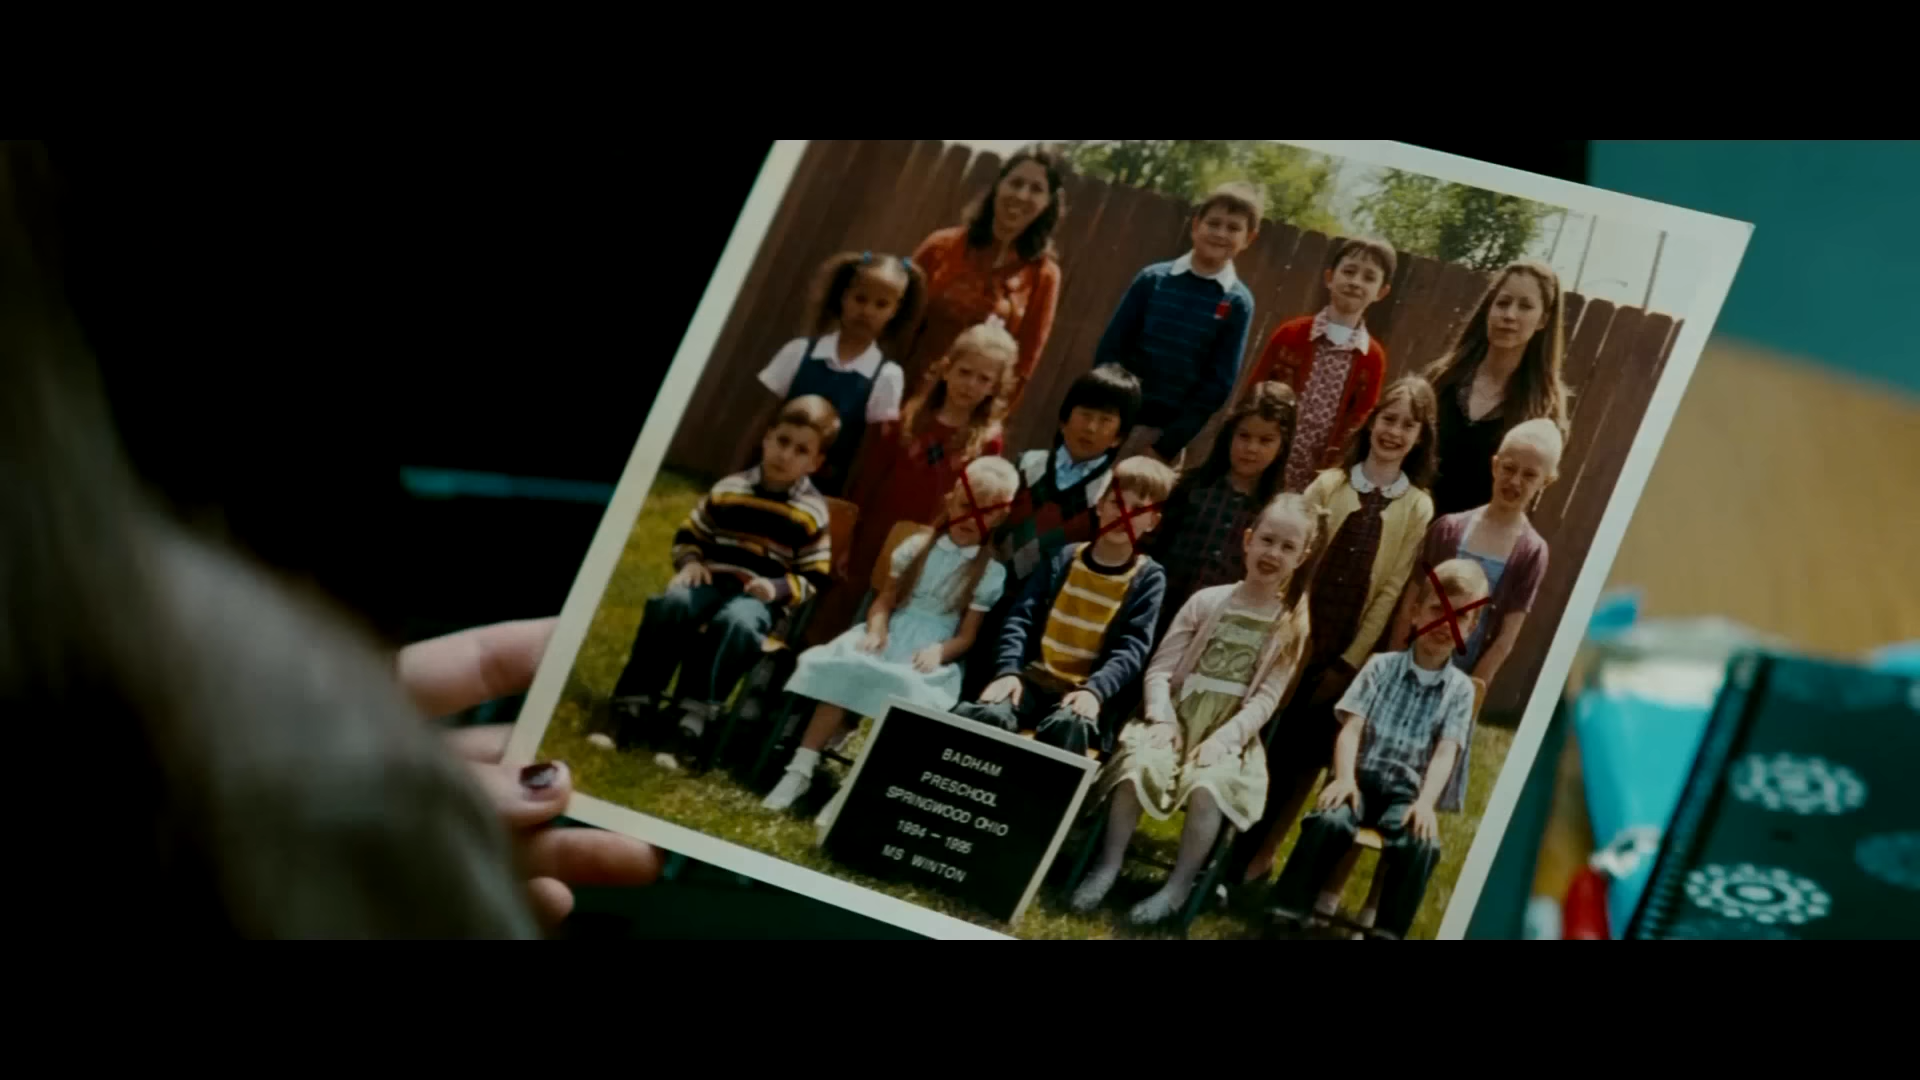 BADHAM
PRESCHOOL
SPRINGWOOD OHIO
1994 - 1995
MS WINTON